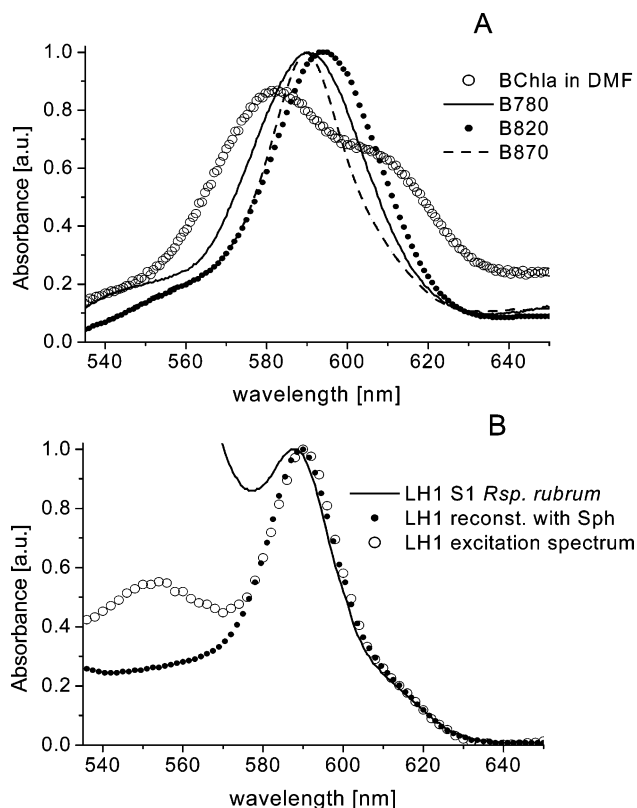 A
1.0
0.8
0.6
0.4
0.2
0.0
Absorbance [a.u.]
BChla in DMF
B780
B820
B870
540 560 580 600 620 640
wavelength [nm]
B
1.0
0.8
0.6
0.4
0.2
0.0
Absorbance [a.u.]
LH1 S1 Rsp. rubrum
LH1 reconst. with Sph
LH1 excitation spectrum
540 560 580 600 620 640
wavelength [nm]